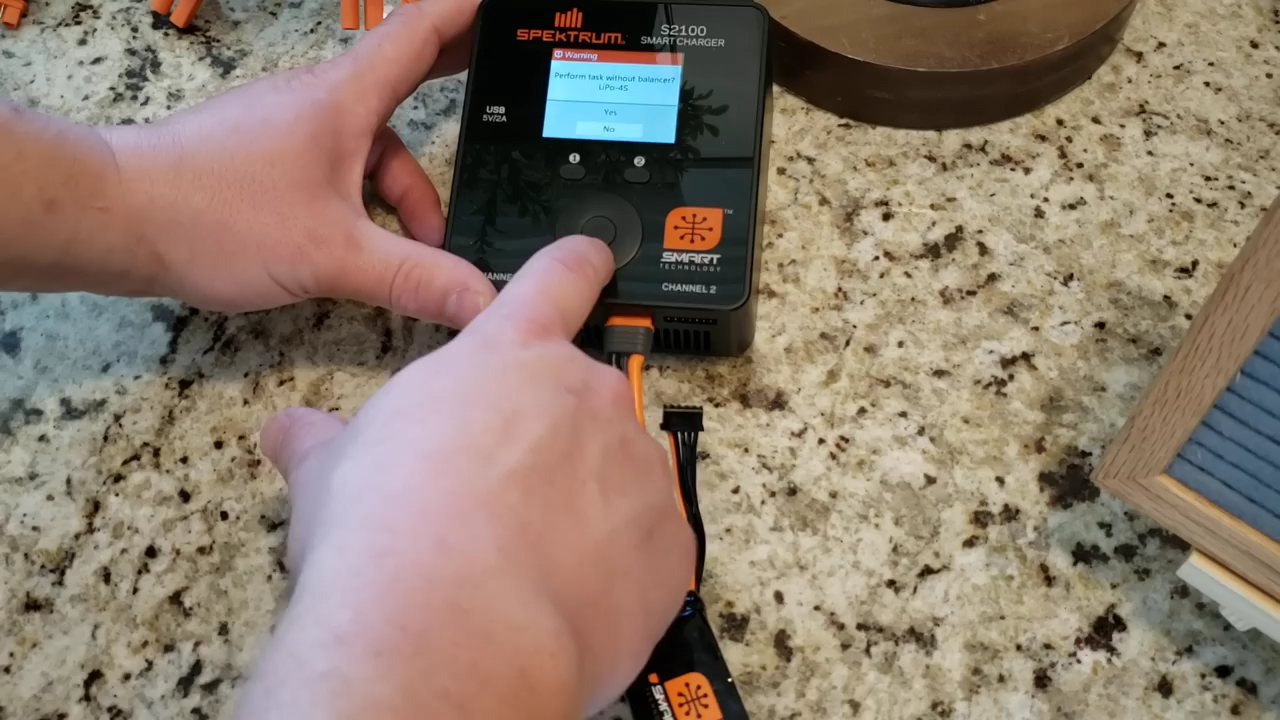 SPEKTRUM
S2100
SMART CHARGER
Warning
Perform task without balancer?
LiPo-4S
Yes
No
USB
5V/2A
1
2
TM
SMART
TECHNOLOGY
CHANNEL 2